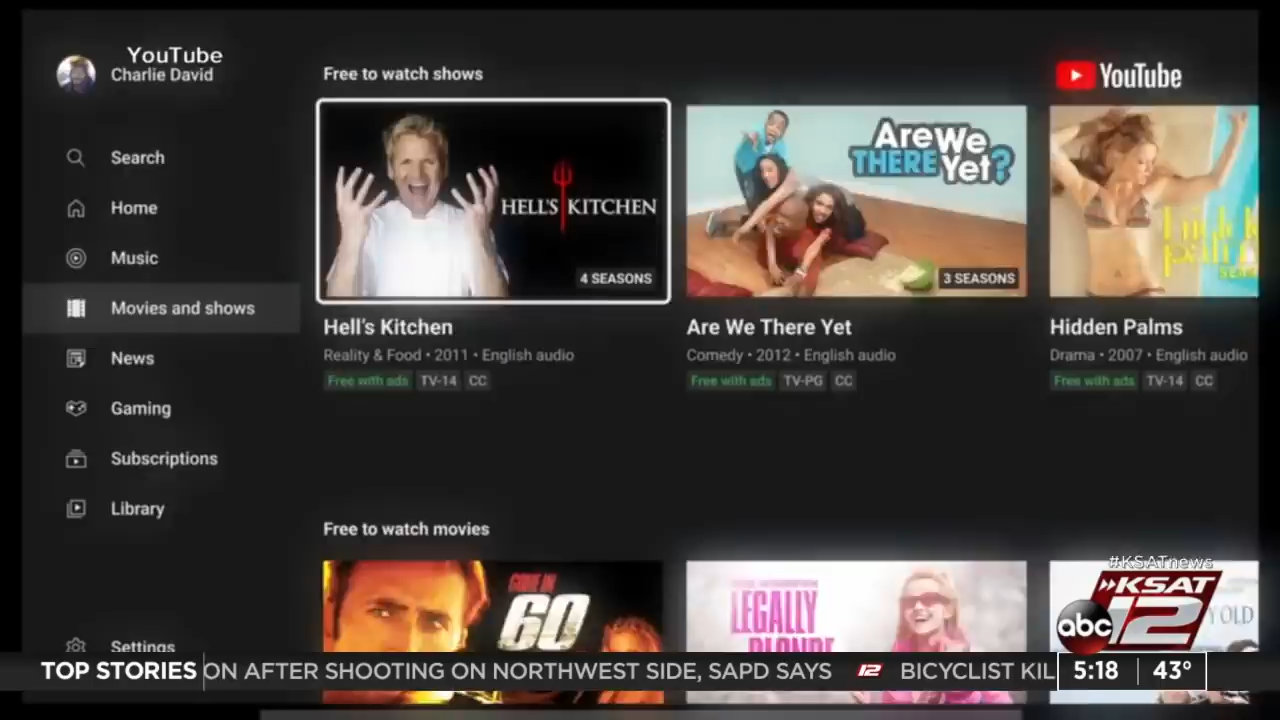 YouTube
Charlie David
Search
Home
Music
Movies and shows
News
Gaming
Subscriptions
Library
Settings
Free to watch shows
YouTube
HELL'S KITCHEN
4 SEASONS
Are We THERE Yet?
3 SEASONS
Hell's Kitchen
Reality & Food • 2011 • English audio
Free with ads TV-14 CC
Are We There Yet
Comedy • 2012 • English audio
Free with ads TV-PG CC
Hidden Palms
Drama • 2007 • English audio
Free with ads TV-14 CC
Free to watch movies
GONE IN
60
LEGALLY
BLONDE
#KSATnews
KSAT
abc 12
TOP STORIES ON AFTER SHOOTING ON NORTHWEST SIDE, SAPD SAYS 12 BICYCLIST KIL 5:18 43°